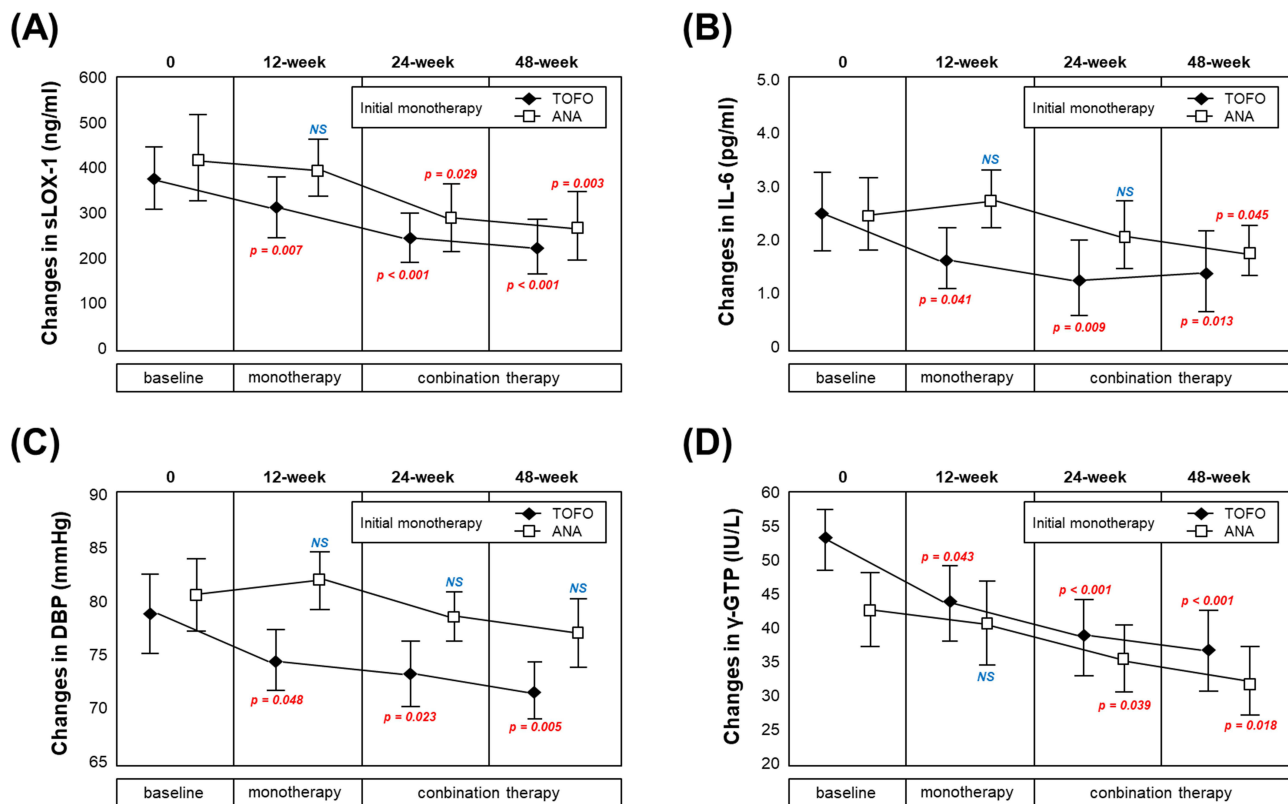 (A)
0 12-week 24-week 48-week
Changes in sLOX-1 (ng/ml)
600
500
400
300
200
100
0
Initial monotherapy
TOFO
ANA
NS
p = 0.029
p = 0.003
p = 0.007
p < 0.001
p < 0.001
baseline monotherapy conbination therapy
(B)
0 12-week 24-week 48-week
Changes in IL-6 (pg/ml)
5.0
4.0
3.0
2.0
1.0
0
Initial monotherapy
TOFO
ANA
NS
NS
p = 0.045
p = 0.041
p = 0.009
p = 0.013
baseline monotherapy conbination therapy
(C)
0 12-week 24-week 48-week
Changes in DBP (mmHg)
90
85
80
75
70
65
Initial monotherapy
TOFO
ANA
NS
NS
NS
p = 0.048
p = 0.023
p = 0.005
baseline monotherapy conbination therapy
(D)
0 12-week 24-week 48-week
Changes in γ-GTP (IU/L)
60
55
50
45
40
35
30
25
20
Initial monotherapy
TOFO
ANA
p = 0.043
p < 0.001
p < 0.001
NS
p = 0.039
p = 0.018
baseline monotherapy conbination therapy